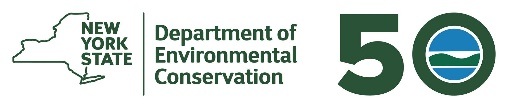 NEW
YORK
STATE
Department of
Environmental
Conservation
50